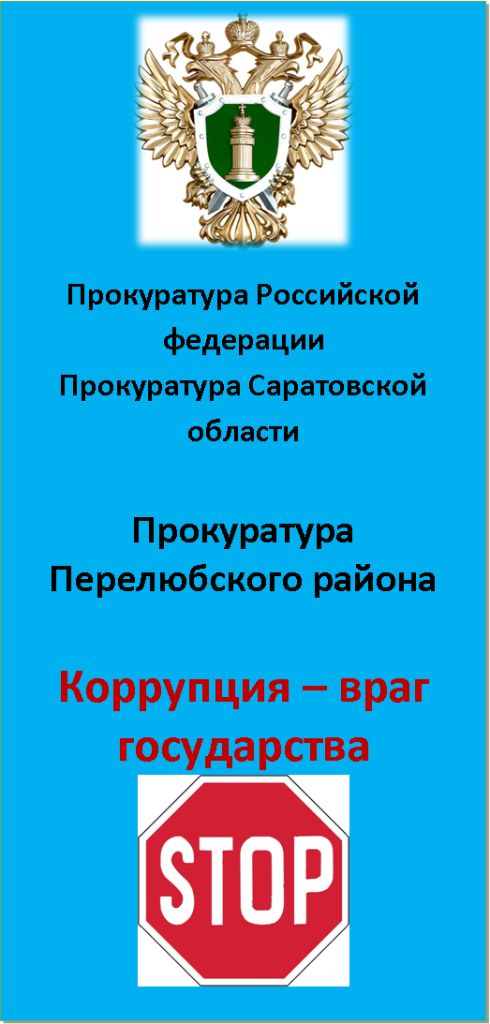 Прокуратура Российской
федерации
Прокуратура Саратовской
области
Прокуратура
Перелюбского района
Коррупция – враг
государства
STOP